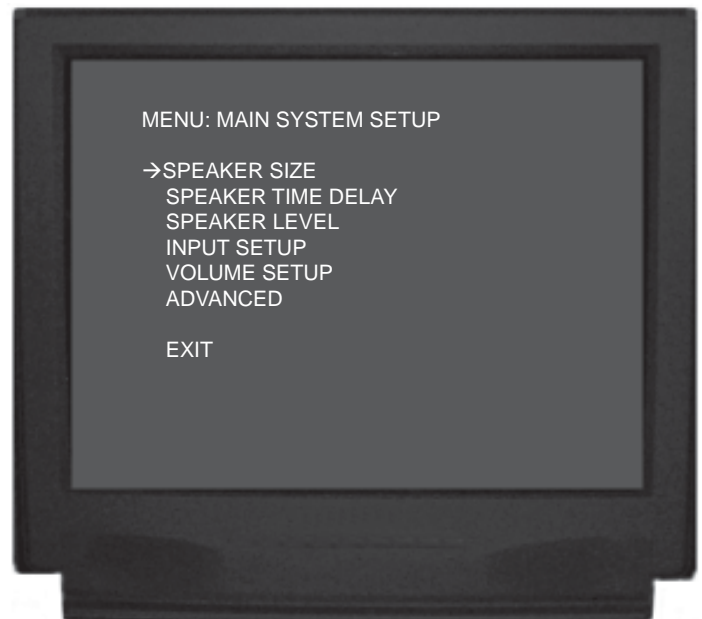 MENU: MAIN SYSTEM SETUP
→SPEAKER SIZE
SPEAKER TIME DELAY
SPEAKER LEVEL
INPUT SETUP
VOLUME SETUP
ADVANCED
EXIT